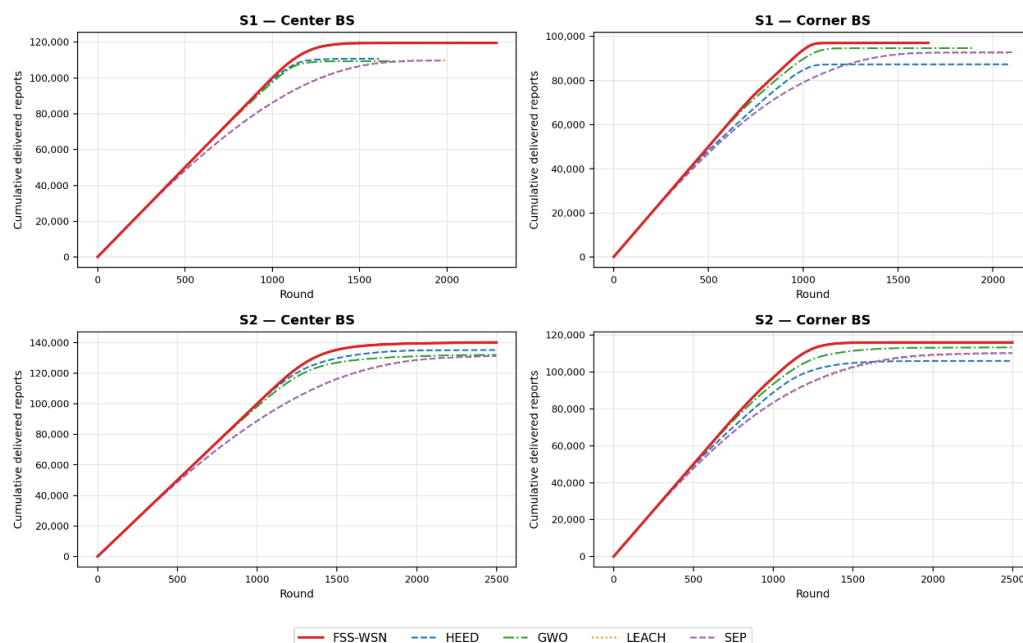 S1 — Center BS
Cumulative delivered reports
120,000
100,000
80,000
60,000
40,000
20,000
0
0 500 1000 1500 2000
Round
S1 — Corner BS
Cumulative delivered reports
100,000
80,000
60,000
40,000
20,000
0
0 500 1000 1500 2000
Round
S2 — Center BS
Cumulative delivered reports
140,000
120,000
100,000
80,000
60,000
40,000
20,000
0
0 500 1000 1500 2000 2500
Round
S2 — Corner BS
Cumulative delivered reports
120,000
100,000
80,000
60,000
40,000
20,000
0
0 500 1000 1500 2000 2500
Round
FSS-WSN HEED GWO LEACH SEP